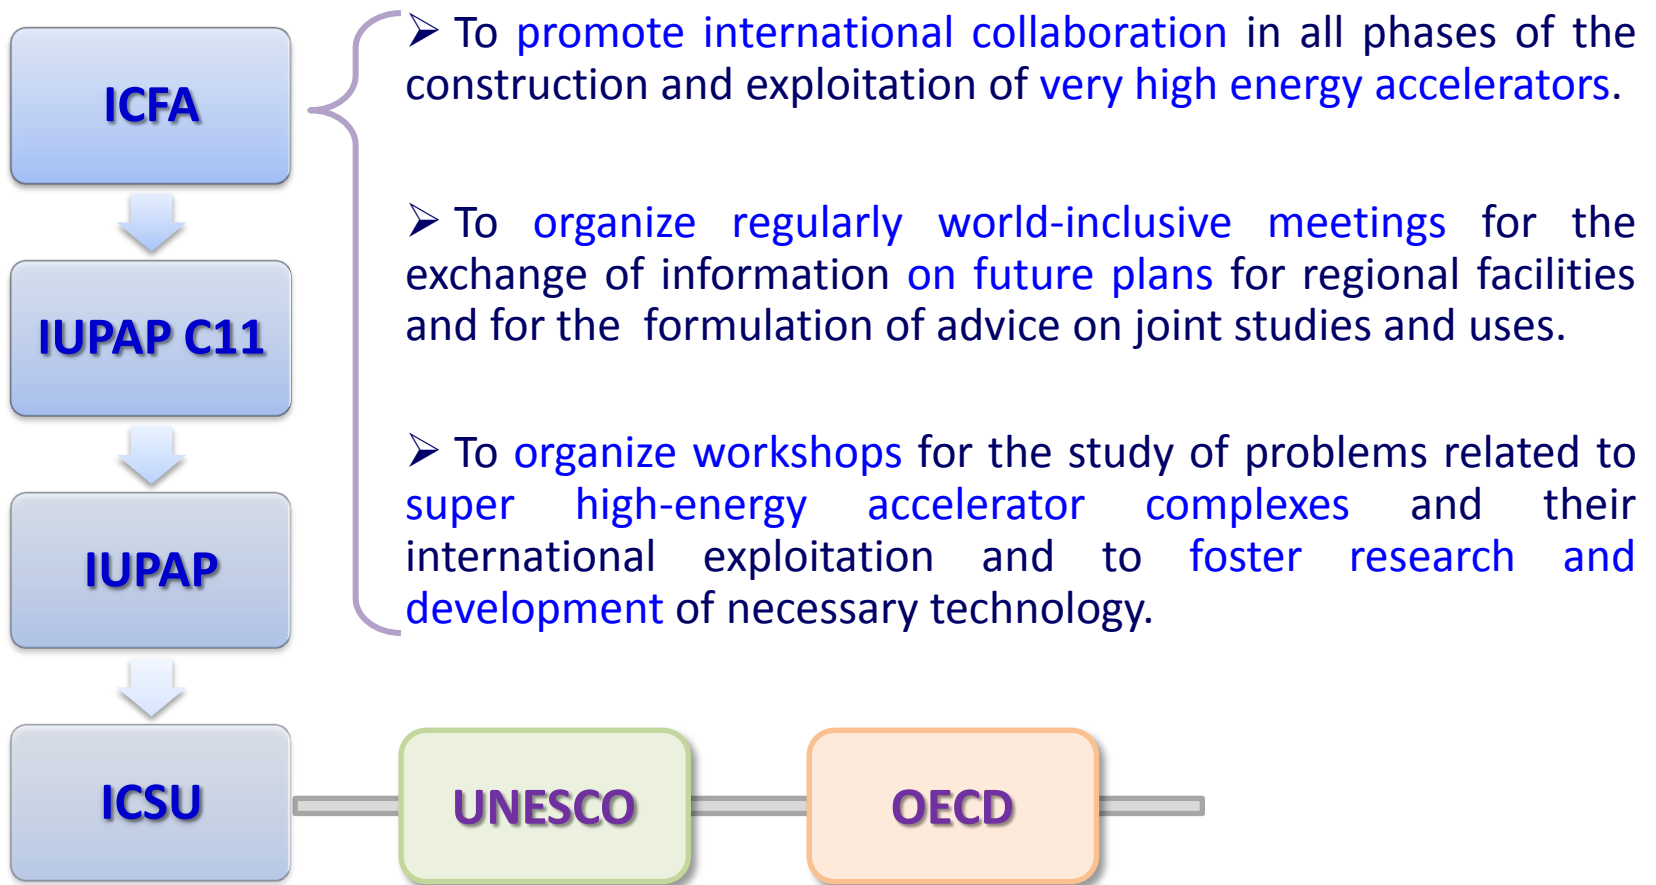 ICFA
➢ To promote international collaboration in all phases of the
construction and exploitation of very high energy accelerators.
➢ To organize regularly world-inclusive meetings for the
exchange of information on future plans for regional facilities
and for the formulation of advice on joint studies and uses.
➢ To organize workshops for the study of problems related to
super high-energy accelerator complexes and their
international exploitation and to foster research and
development of necessary technology.
IUPAP C11
IUPAP
ICSU
UNESCO
OECD